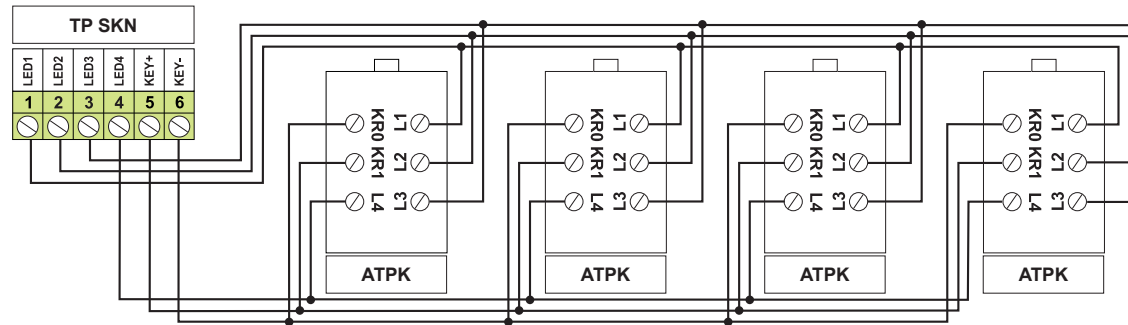 TP SKN
LED1 LED2 LED3 LED4 KEY+ KEY-
1 2 3 4 5 6
KR0 L1 KR0 L1 KR0 L1 KR0 L1
KR1 L2 KR1 L2 KR1 L2 KR1 L2
L4 L3 L4 L3 L4 L3 L4 L3
ATPK ATPK ATPK ATPK